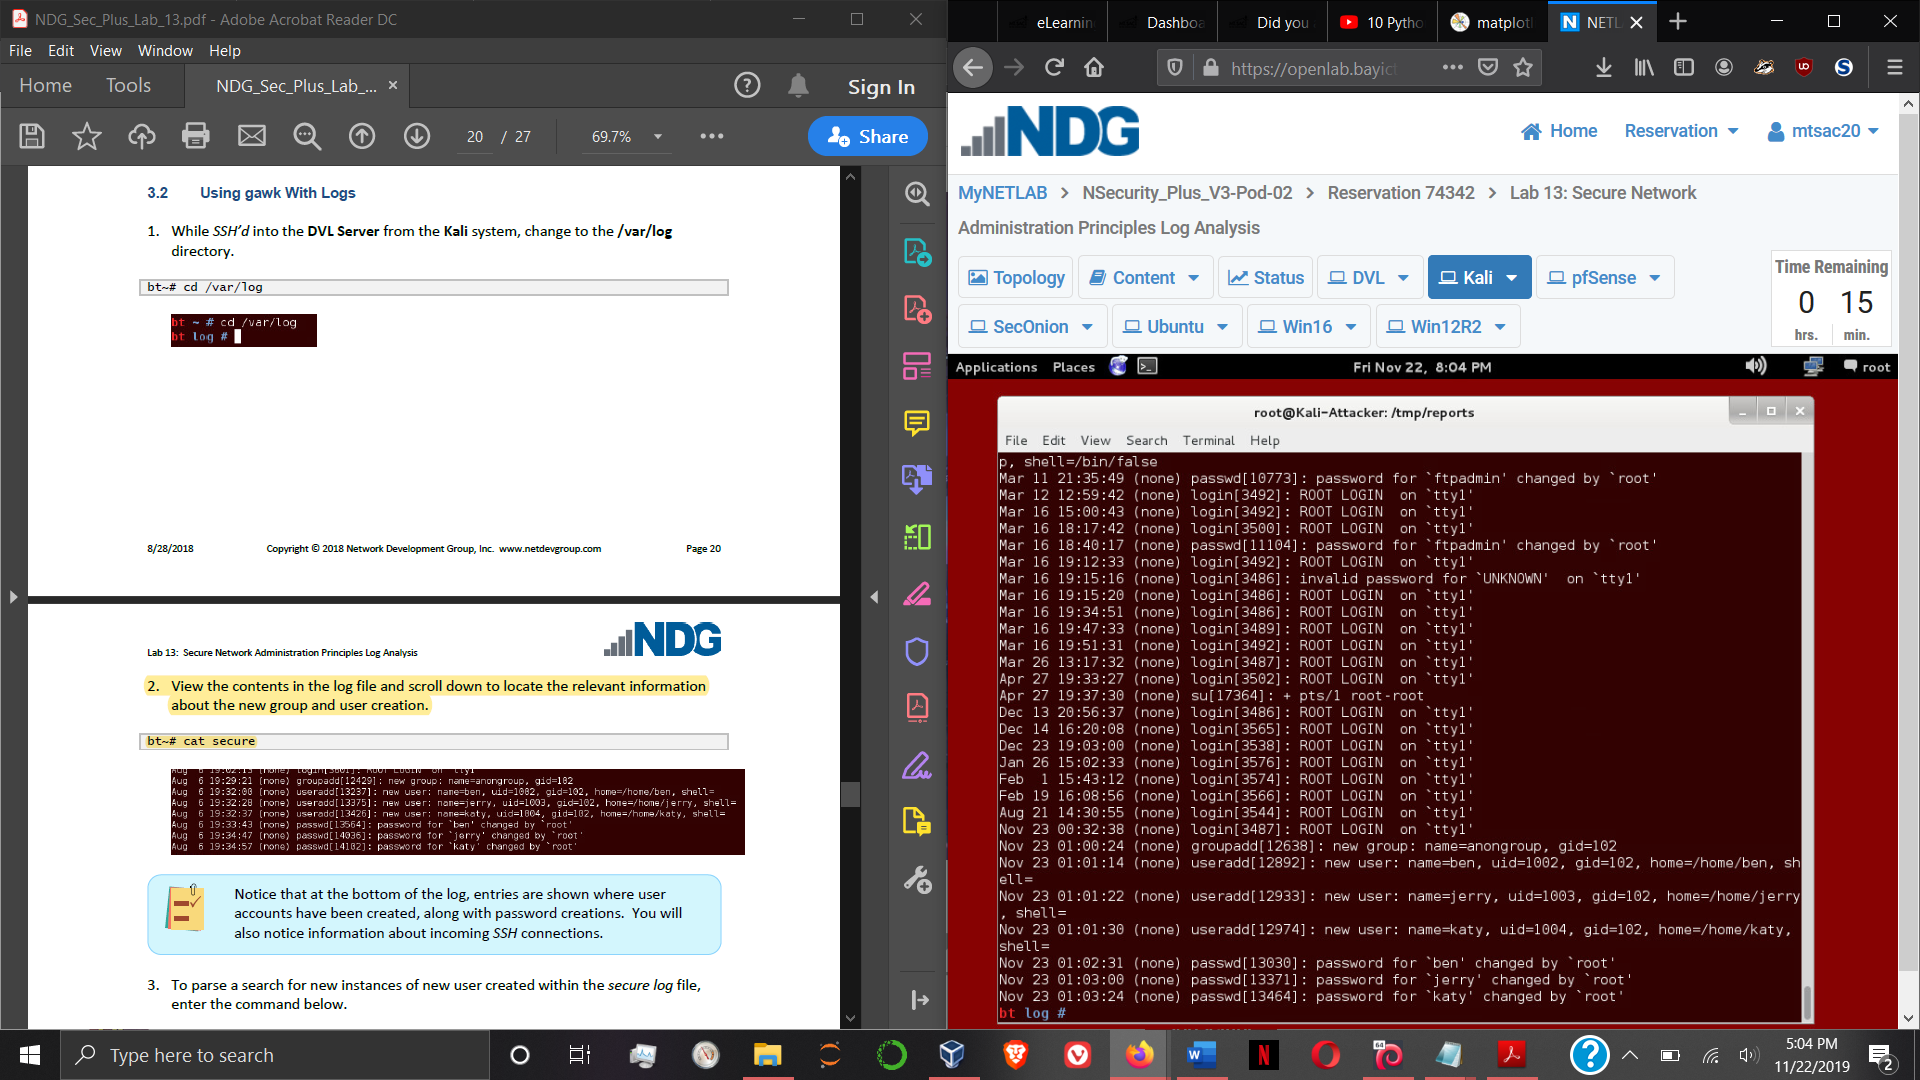 NDG_Sec_Plus_Lab_13.pdf - Adobe Acrobat Reader DC
File Edit View Window Help
Home Tools NDG_Sec_Plus_Lab_... × Sign In
20 / 27 69.7% Share
3.2 Using gawk With Logs
1. While SSH'd into the DVL Server from the Kali system, change to the /var/log
directory.
bt~# cd /var/log
bt ~ # cd /var/log
bt log #
8/28/2018 Copyright © 2018 Network Development Group, Inc. www.netdevgroup.com Page 20
NDG
Lab 13: Secure Network Administration Principles Log Analysis
2. View the contents in the log file and scroll down to locate the relevant information
about the new group and user creation.
bt~# cat secure
Aug 6 19:02:13 (none) login[3601]: ROOT LOGIN on `tty1'
Aug 6 19:29:21 (none) groupadd[12429]: new group: name=anongroup, gid=102
Aug 6 19:32:00 (none) useradd[13237]: new user: name=ben, uid=1002, gid=102, home=/home/ben, shell=
Aug 6 19:32:28 (none) useradd[13375]: new user: name=jerry, uid=1003, gid=102, home=/home/jerry, shell=
Aug 6 19:32:37 (none) useradd[13426]: new user: name=katy, uid=1004, gid=102, home=/home/katy, shell=
Aug 6 19:33:43 (none) passwd[13564]: password for `ben' changed by `root'
Aug 6 19:34:47 (none) passwd[14036]: password for `jerry' changed by `root'
Aug 6 19:34:57 (none) passwd[14102]: password for `katy' changed by `root'
Notice that at the bottom of the log, entries are shown where user
accounts have been created, along with password creations. You will
also notice information about incoming SSH connections.
3. To parse a search for new instances of new user created within the secure log file,
enter the command below.
eLearnin Dashboa Did you 10 Pytho matplotl NETL
https://openlab.bayict
NDG Home Reservation mtsac20
MyNETLAB > NSecurity_Plus_V3-Pod-02 > Reservation 74342 > Lab 13: Secure Network
Administration Principles Log Analysis
Topology Content Status DVL Kali pfSense
SecOnion Ubuntu Win16 Win12R2
Time Remaining
0 15
hrs. min.
Applications Places Fri Nov 22, 8:04 PM root
root@Kali-Attacker: /tmp/reports
File Edit View Search Terminal Help
p, shell=/bin/false
Mar 11 21:35:49 (none) passwd[10773]: password for `ftpadmin' changed by `root'
Mar 12 12:59:42 (none) login[3492]: ROOT LOGIN  on `tty1'
Mar 16 15:00:43 (none) login[3492]: ROOT LOGIN  on `tty1'
Mar 16 18:17:42 (none) login[3500]: ROOT LOGIN  on `tty1'
Mar 16 18:40:17 (none) passwd[11104]: password for `ftpadmin' changed by `root'
Mar 16 19:12:33 (none) login[3492]: ROOT LOGIN  on `tty1'
Mar 16 19:15:16 (none) login[3486]: invalid password for `UNKNOWN'  on `tty1'
Mar 16 19:15:20 (none) login[3486]: ROOT LOGIN  on `tty1'
Mar 16 19:34:51 (none) login[3486]: ROOT LOGIN  on `tty1'
Mar 16 19:47:33 (none) login[3489]: ROOT LOGIN  on `tty1'
Mar 16 19:51:31 (none) login[3492]: ROOT LOGIN  on `tty1'
Mar 26 13:17:32 (none) login[3487]: ROOT LOGIN  on `tty1'
Apr 27 19:33:27 (none) login[3502]: ROOT LOGIN  on `tty1'
Apr 27 19:37:30 (none) su[17364]: + pts/1 root-root
Dec 13 20:56:37 (none) login[3486]: ROOT LOGIN  on `tty1'
Dec 14 16:20:08 (none) login[3565]: ROOT LOGIN  on `tty1'
Dec 23 19:03:00 (none) login[3538]: ROOT LOGIN  on `tty1'
Jan 26 15:02:33 (none) login[3576]: ROOT LOGIN  on `tty1'
Feb  1 15:43:12 (none) login[3574]: ROOT LOGIN  on `tty1'
Feb 19 16:08:56 (none) login[3566]: ROOT LOGIN  on `tty1'
Aug 21 14:30:55 (none) login[3544]: ROOT LOGIN  on `tty1'
Nov 23 00:32:38 (none) login[3487]: ROOT LOGIN  on `tty1'
Nov 23 01:00:24 (none) groupadd[12638]: new group: name=anongroup, gid=102
Nov 23 01:01:14 (none) useradd[12892]: new user: name=ben, uid=1002, gid=102, home=/home/ben, sh
ell=
Nov 23 01:01:22 (none) useradd[12933]: new user: name=jerry, uid=1003, gid=102, home=/home/jerry
, shell=
Nov 23 01:01:30 (none) useradd[12974]: new user: name=katy, uid=1004, gid=102, home=/home/katy,
shell=
Nov 23 01:02:31 (none) passwd[13030]: password for `ben' changed by `root'
Nov 23 01:03:00 (none) passwd[13371]: password for `jerry' changed by `root'
Nov 23 01:03:24 (none) passwd[13464]: password for `katy' changed by `root'
bt log #
Type here to search
5:04 PM
11/22/2019
2